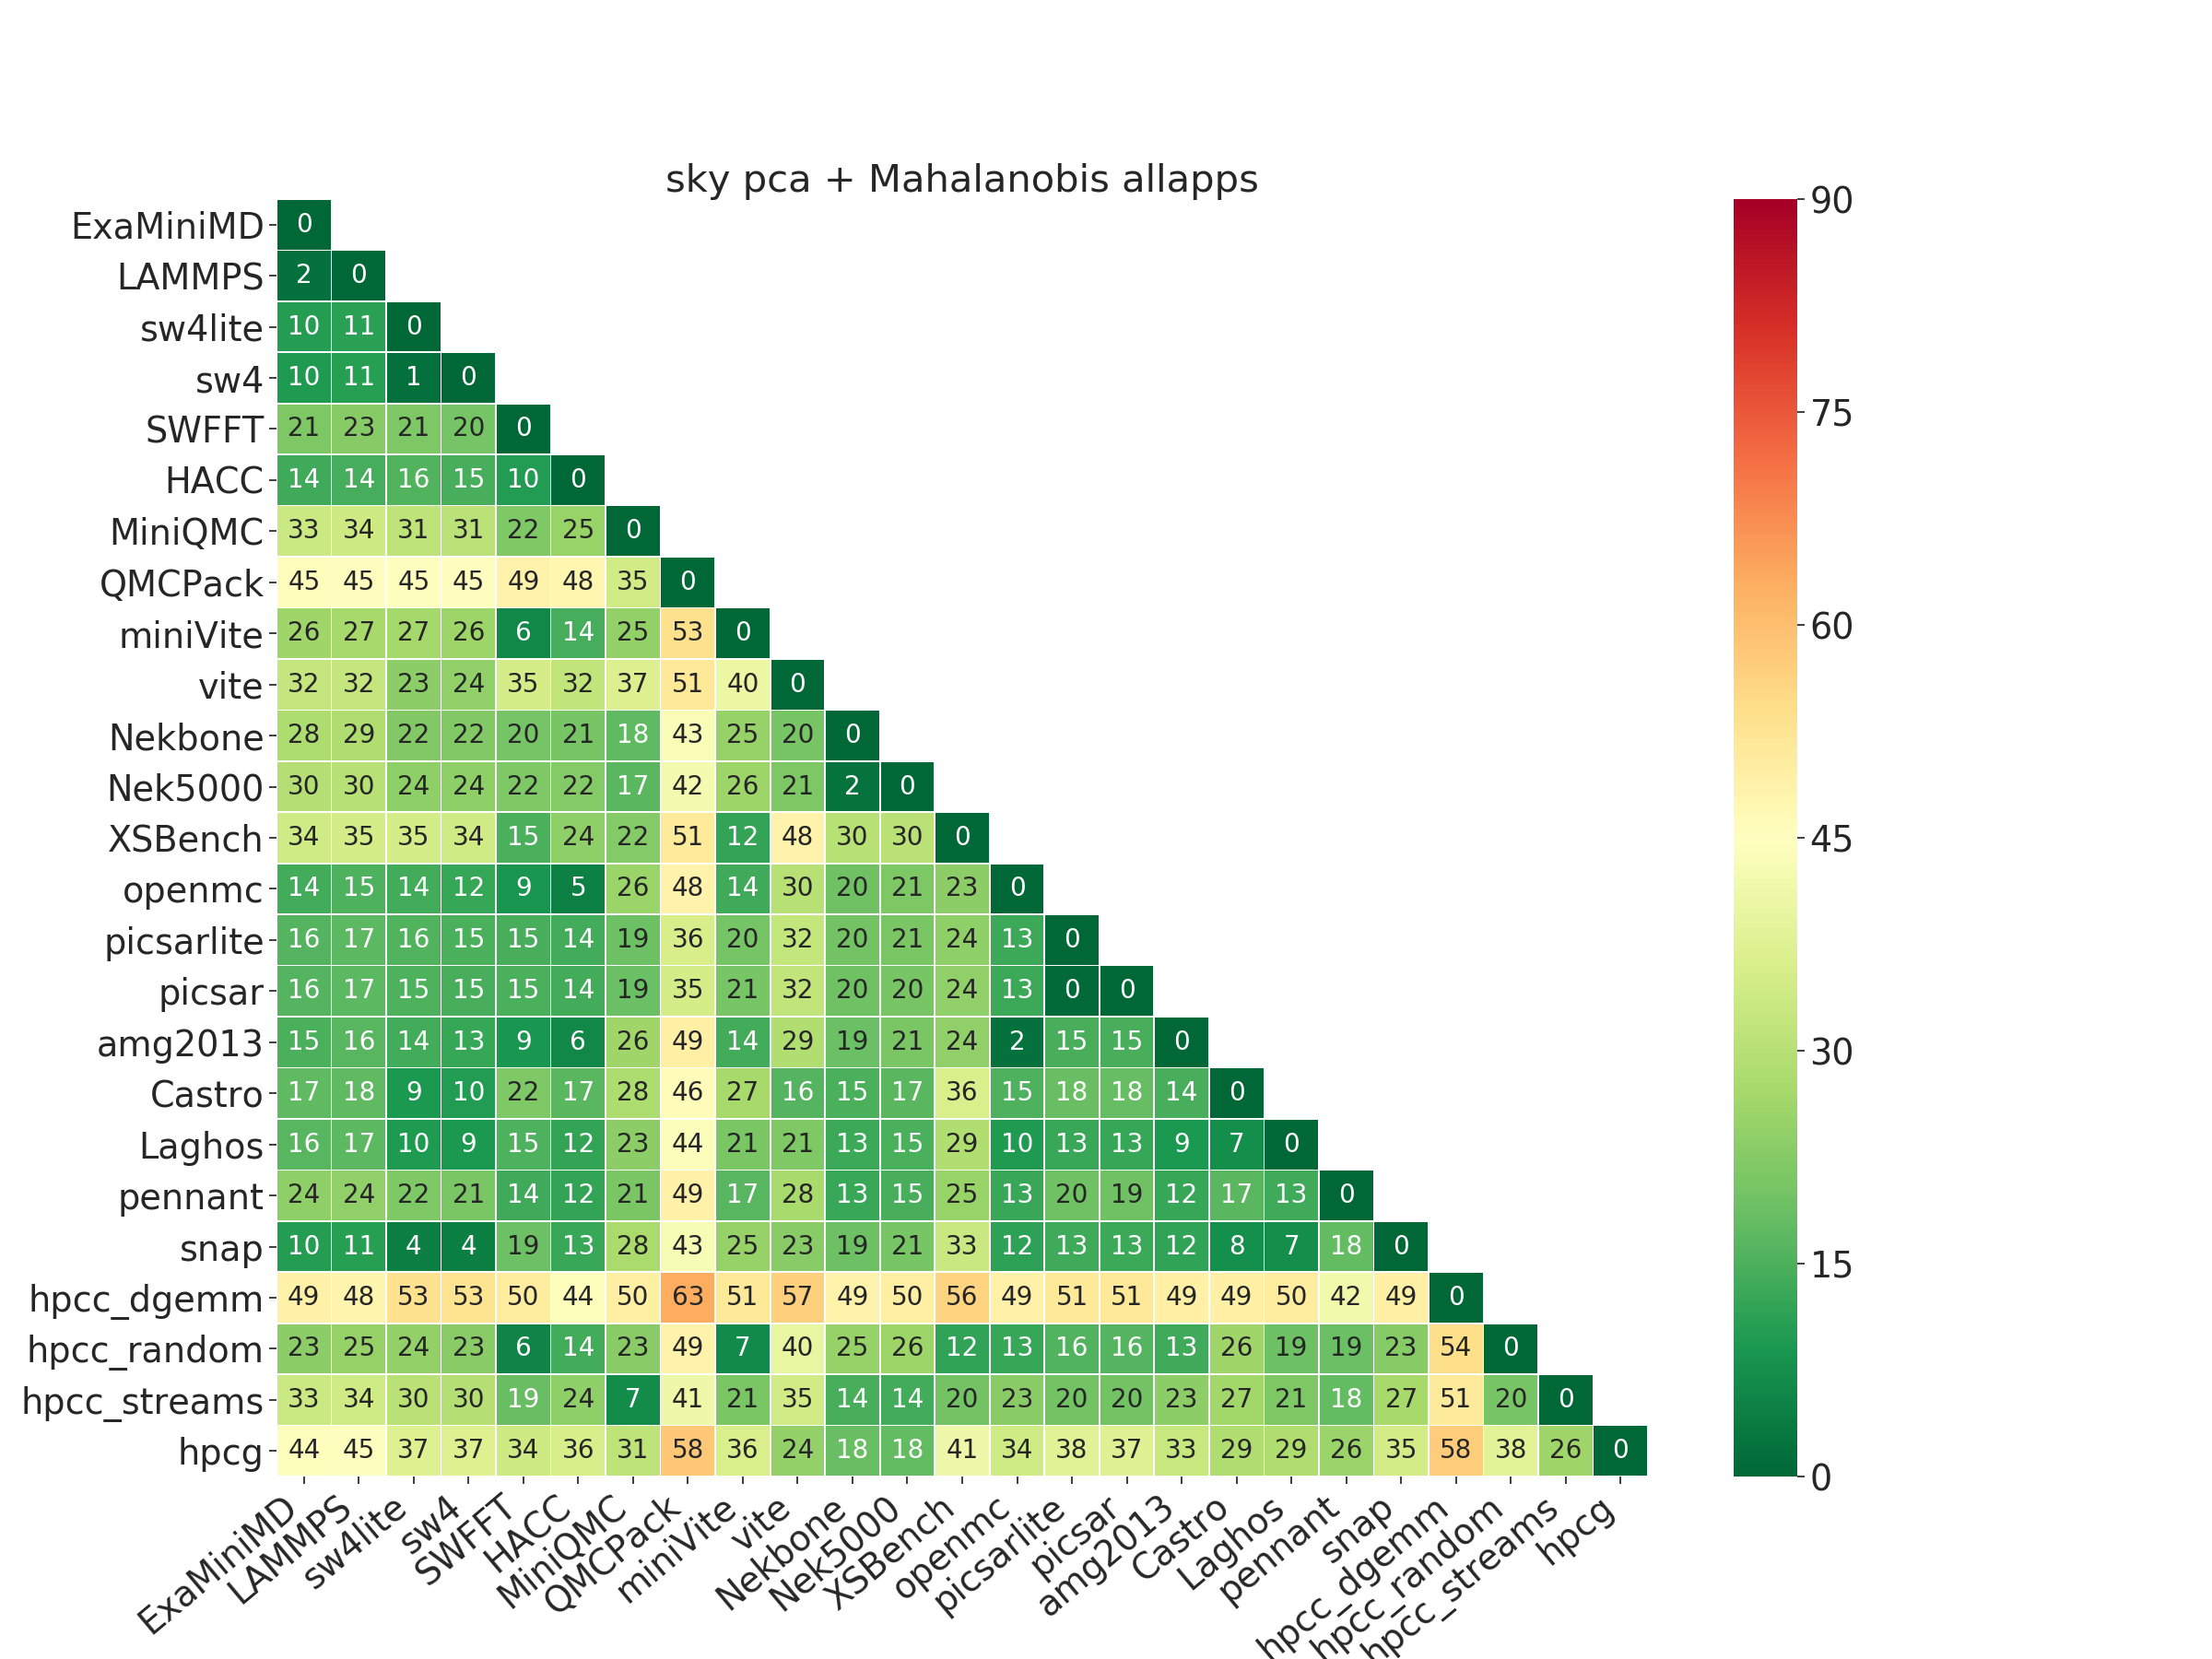 sky pca + Mahalanobis allapps
ExaMiniMD 0
LAMMPS 2 0
sw4lite 10 11 0
sw4 10 11 1 0
SWFFT 21 23 21 20 0
HACC 14 14 16 15 10 0
MiniQMC 33 34 31 31 22 25 0
QMCPack 45 45 45 45 49 48 35 0
miniVite 26 27 27 26 6 14 25 53 0
vite 32 32 23 24 35 32 37 51 40 0
Nekbone 28 29 22 22 20 21 18 43 25 20 0
Nek5000 30 30 24 24 22 22 17 42 26 21 2 0
XSBench 34 35 35 34 15 24 22 51 12 48 30 30 0
openmc 14 15 14 12 9 5 26 48 14 30 20 21 23 0
picsarlite 16 17 16 15 15 14 19 36 20 32 20 21 24 13 0
picsar 16 17 15 15 15 14 19 35 21 32 20 20 24 13 0 0
amg2013 15 16 14 13 9 6 26 49 14 29 19 21 24 2 15 15 0
Castro 17 18 9 10 22 17 28 46 27 16 15 17 36 15 18 18 14 0
Laghos 16 17 10 9 15 12 23 44 21 21 13 15 29 10 13 13 9 7 0
pennant 24 24 22 21 14 12 21 49 17 28 13 15 25 13 20 19 12 17 13 0
snap 10 11 4 4 19 13 28 43 25 23 19 21 33 12 13 13 12 8 7 18 0
hpcc_dgemm 49 48 53 53 50 44 50 63 51 57 49 50 56 49 51 51 49 49 50 42 49 0
hpcc_random 23 25 24 23 6 14 23 49 7 40 25 26 12 13 16 16 13 26 19 19 23 54 0
hpcc_streams 33 34 30 30 19 24 7 41 21 35 14 14 20 23 20 20 23 27 21 18 27 51 20 0
hpcg 44 45 37 37 34 36 31 58 36 24 18 18 41 34 38 37 33 29 29 26 35 58 38 26 0
ExaMiniMD
LAMMPS
sw4lite
sw4
SWFFT
HACC
MiniQMC
QMCPack
miniVite
vite
Nekbone
Nek5000
XSBench
openmc
picsarlite
picsar
amg2013
Castro
Laghos
pennant
snap
hpcc_dgemm
hpcc_random
hpcc_streams
hpcg
90
75
60
45
30
15
0